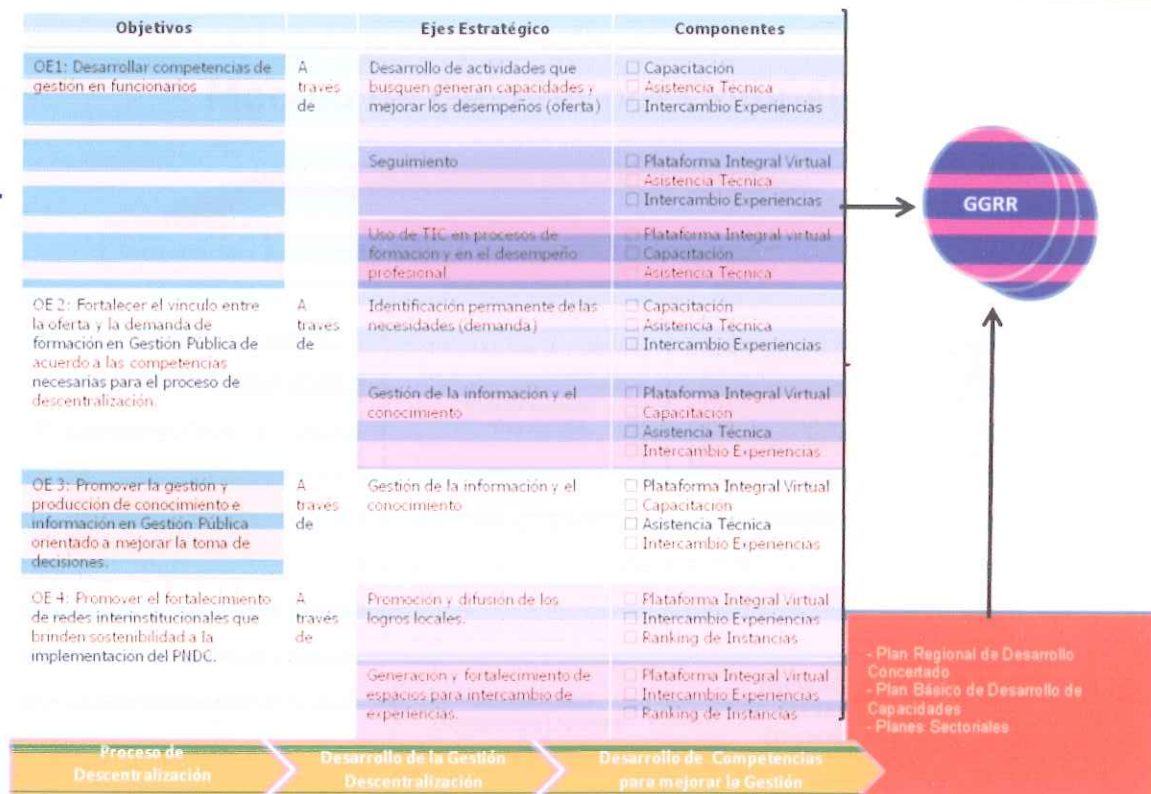 Objetivos
Ejes Estratégico
Componentes
OE1: Desarrollar competencias de
gestión en funcionarios
A
través
de
Desarrollo de actividades que
busquen generan capacidades y
mejorar los desempeños (oferta)
☐ Capacitación
☐ Asistencia Técnica
☐ Intercambio Experiencias
Seguimiento
☐ Plataforma Integral Virtual
☐ Asistencia Técnica
☐ Intercambio Experiencias
Uso de TIC en procesos de
formación y en el desempeño
profesional.
☐ Plataforma Integral Virtual
☐ Capacitación
☐ Asistencia Técnica
OE 2: Fortalecer el vínculo entre
la oferta y la demanda de
formación en Gestión Pública de
acuerdo a las competencias
necesarias para el proceso de
descentralización.
A
través
de
Identificación permanente de las
necesidades (demanda)
☐ Capacitación
☐ Asistencia Técnica
☐ Intercambio Experiencias
Gestión de la información y el
conocimiento
☐ Plataforma Integral Virtual
☐ Capacitación
☐ Asistencia Técnica
☐ Intercambio Experiencias
OE 3: Promover la gestión y
producción de conocimiento e
información en Gestión Pública
orientado a mejorar la toma de
decisiones.
A
través
de
Gestión de la información y el
conocimiento
☐ Plataforma Integral Virtual
☐ Capacitación
☐ Asistencia Técnica
☐ Intercambio Experiencias
OE 4: Promover el fortalecimiento
de redes interinstitucionales que
brinden sostenibilidad a la
implementación del PNDC.
A
través
de
Promoción y difusión de los
logros locales.
☐ Plataforma Integral Virtual
☐ Intercambio Experiencias
☐ Ranking de Instancias
Generación y fortalecimiento de
espacios para intercambio de
experiencias.
☐ Plataforma Integral Virtual
☐ Intercambio Experiencias
☐ Ranking de Instancias
GGRR
- Plan Regional de Desarrollo
Concertado
- Plan Básico de Desarrollo de
Capacidades
- Planes Sectoriales
Proceso de
Descentralización
Desarrollo de la Gestión
Descentralización
Desarrollo de Competencias
para mejorar la Gestión